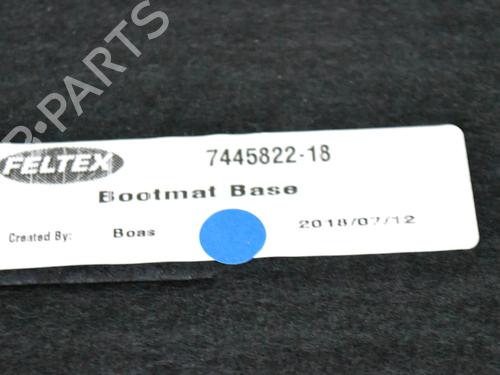 B-PARTS
FELTEX
7445822-18
Bootmat Base
Created By:
Boas
2018/07/12